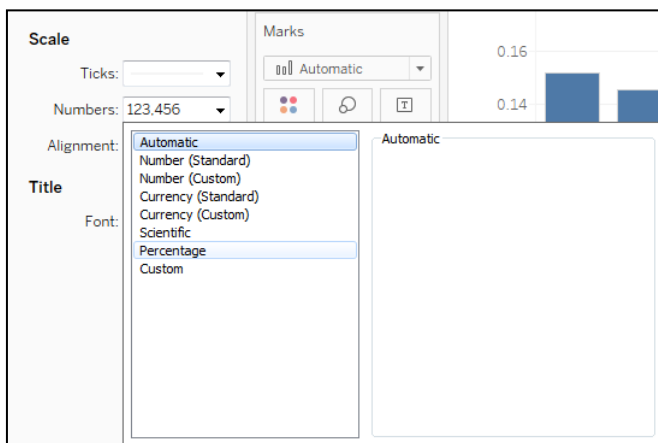 Scale
Ticks:
Numbers: 123,456
Alignment:
Title
Font:
Marks
Automatic
T
0.16
0.14
Automatic
Number (Standard)
Number (Custom)
Currency (Standard)
Currency (Custom)
Scientific
Percentage
Custom
Automatic